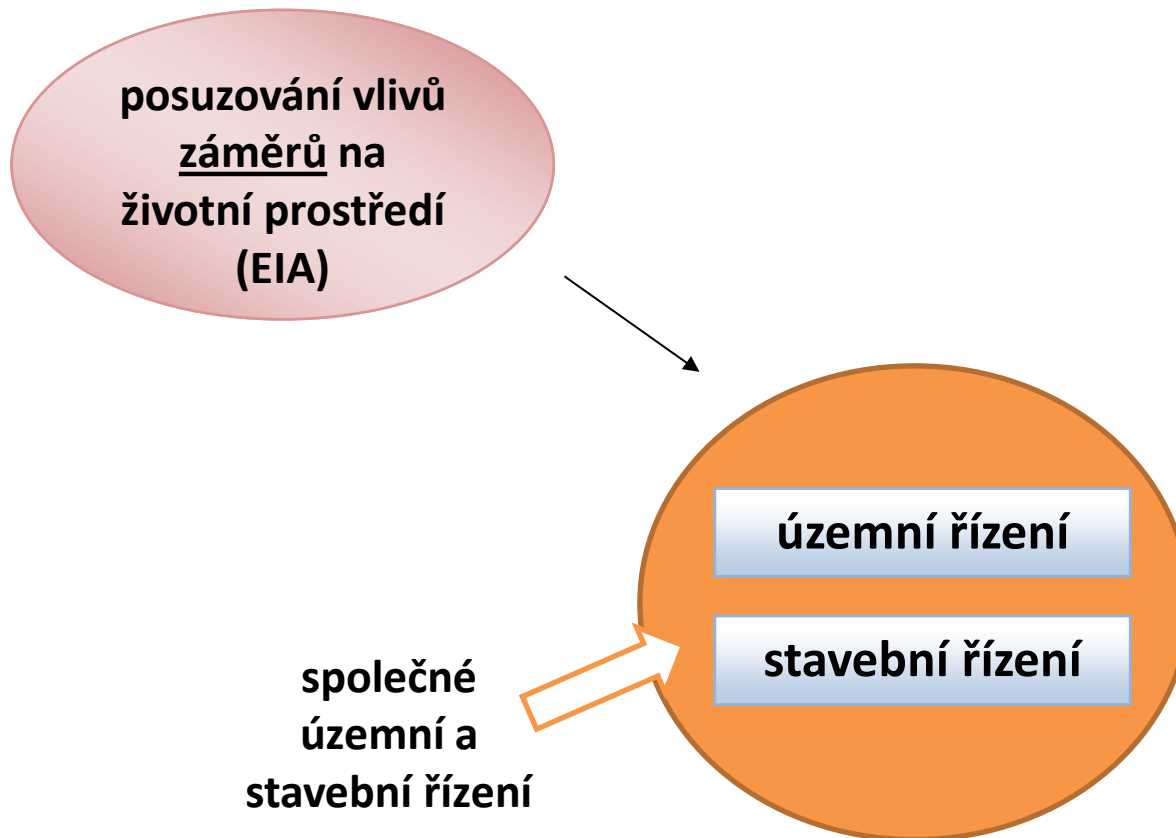 posuzování vlivů
záměrů na
životní prostředí
(EIA)
územní řízení
stavební řízení
společné
územní a
stavební řízení